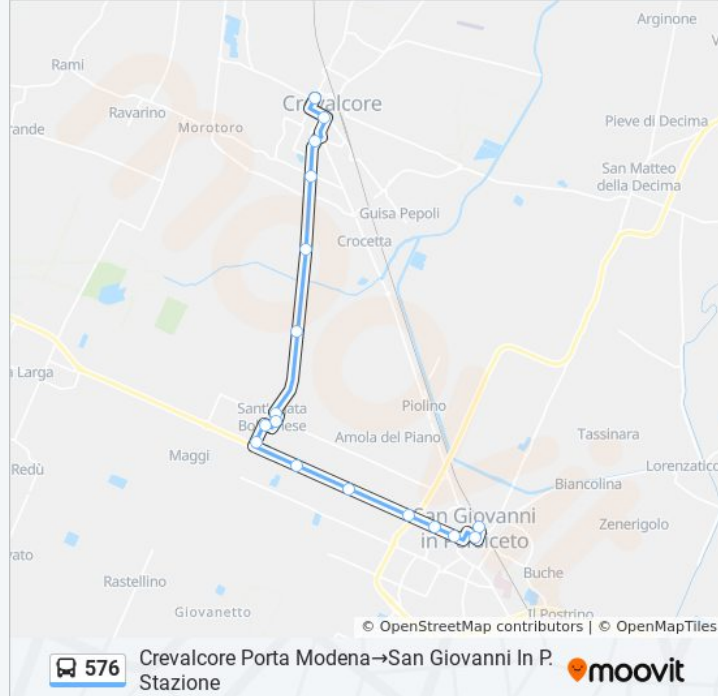 Arginone
Rami
Crevalcore
Ravarino
Morotoro
Pieve di Decima
San Matteo
della Decima
Guisa Pepoli
Crocetta
Larga
Piolino
Amola del Piano
Tassinara
Maggi
Redù
Lorenzatico
Biancolina
San Giovanni
in Persiceto
Zenerigolo
Buche
Rastellino
Giovanetto
Il Postrino
© OpenStreetMap contributors | © OpenMapTiles
576
Crevalcore Porta Modena→San Giovanni In P.
Stazione
moovit